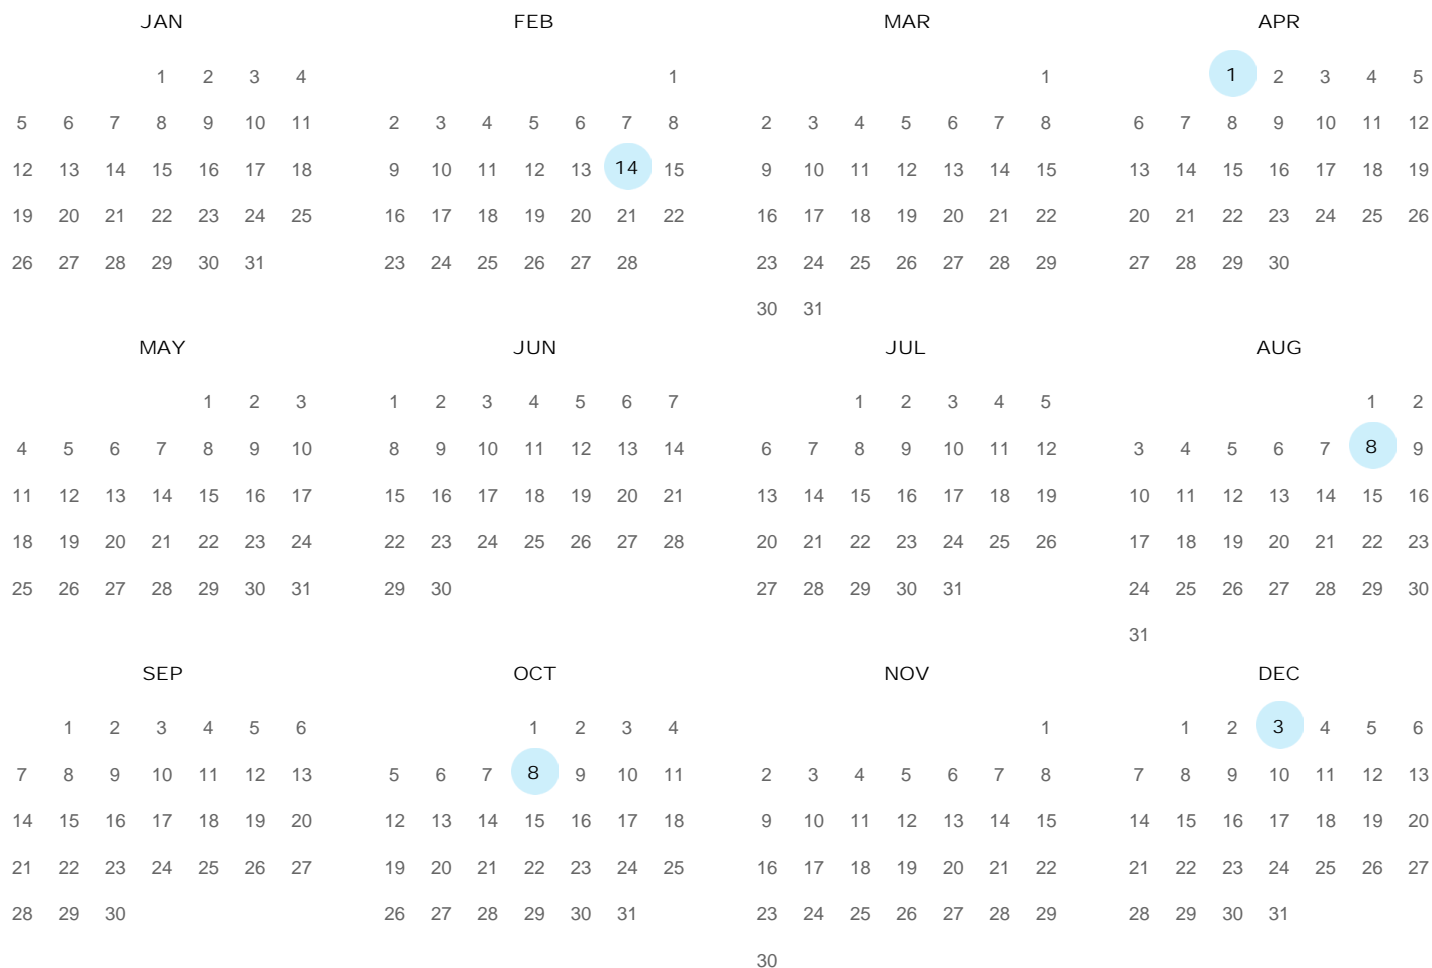 JAN FEB MAR APR
1 2 3 4 1 1 1 2 3 4 5
5 6 7 8 9 10 11 2 3 4 5 6 7 8 2 3 4 5 6 7 8 6 7 8 9 10 11 12
12 13 14 15 16 17 18 9 10 11 12 13 14 15 9 10 11 12 13 14 15 13 14 15 16 17 18 19
19 20 21 22 23 24 25 16 17 18 19 20 21 22 16 17 18 19 20 21 22 20 21 22 23 24 25 26
26 27 28 29 30 31 23 24 25 26 27 28 23 24 25 26 27 28 29 27 28 29 30
30 31
MAY JUN JUL AUG
1 2 3 1 2 3 4 5 6 7 1 2 3 4 5 1 2
4 5 6 7 8 9 10 8 9 10 11 12 13 14 6 7 8 9 10 11 12 3 4 5 6 7 8 9
11 12 13 14 15 16 17 15 16 17 18 19 20 21 13 14 15 16 17 18 19 10 11 12 13 14 15 16
18 19 20 21 22 23 24 22 23 24 25 26 27 28 20 21 22 23 24 25 26 17 18 19 20 21 22 23
25 26 27 28 29 30 31 29 30 27 28 29 30 31 24 25 26 27 28 29 30
31
SEP OCT NOV DEC
1 2 3 4 5 6 1 2 3 4 1 1 2 3 4 5 6
7 8 9 10 11 12 13 5 6 7 8 9 10 11 2 3 4 5 6 7 8 7 8 9 10 11 12 13
14 15 16 17 18 19 20 12 13 14 15 16 17 18 9 10 11 12 13 14 15 14 15 16 17 18 19 20
21 22 23 24 25 26 27 19 20 21 22 23 24 25 16 17 18 19 20 21 22 21 22 23 24 25 26 27
28 29 30 26 27 28 29 30 31 23 24 25 26 27 28 29 28 29 30 31
30